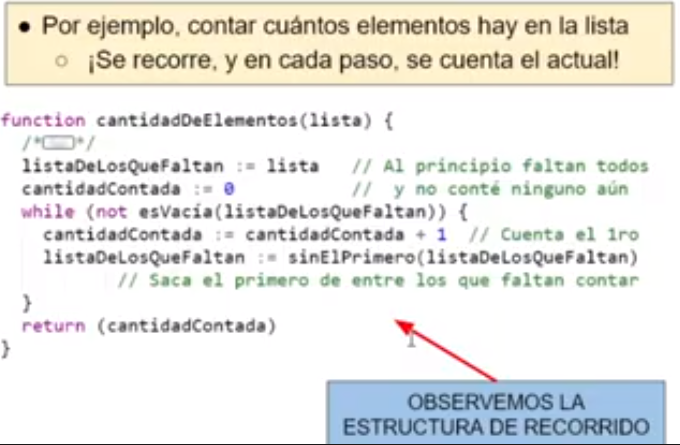 ● Por ejemplo, contar cuántos elementos hay en la lista
○ ¡Se recorre, y en cada paso, se cuenta el actual!
function cantidadDeElementos(lista) {
/*▭*/
listaDeLosQueFaltan := lista // Al principio faltan todos
cantidadContada := 0 // y no conté ninguno aún
while (not esVacía(listaDeLosQueFaltan)) {
cantidadContada := cantidadContada + 1 // Cuenta el 1ro
listaDeLosQueFaltan := sinElPrimero(listaDeLosQueFaltan)
// Saca el primero de entre los que faltan contar
}
return (cantidadContada)
}
OBSERVEMOS LA
ESTRUCTURA DE RECORRIDO